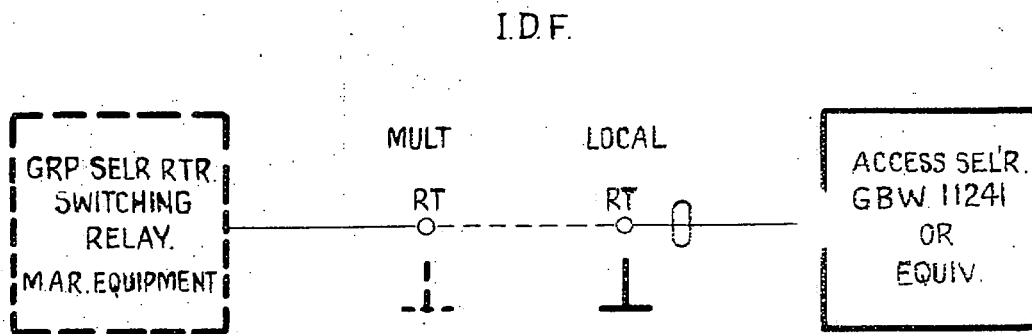 I.D.F.
GRP SELR RTR.
SWITCHING
RELAY.
M.A.R. EQUIPMENT
MULT
RT
LOCAL
RT
ACCESS SEL'R.
GBW. 11241
OR
EQUIV.